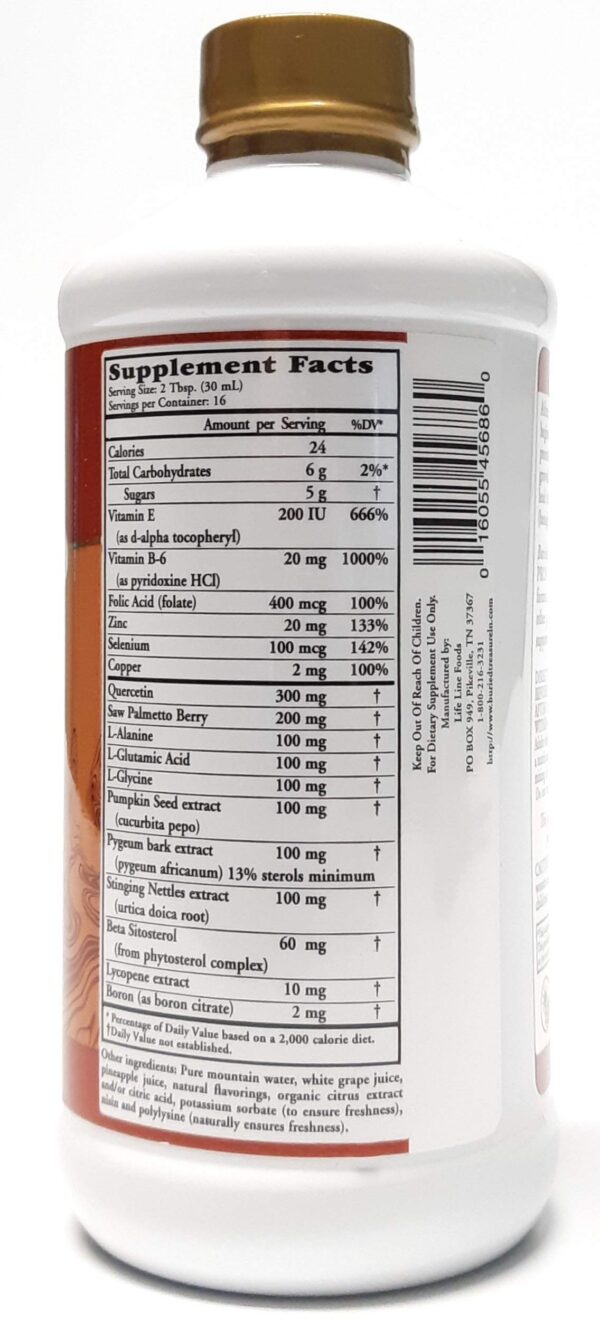 Supplement Facts
Serving Size: 2 Tbsp. (30 mL)
Servings per Container: 16
Amount per Serving %DV*
Calories 24
Total Carbohydrates 6 g 2%*
Sugars 5 g †
Vitamin E 200 IU 666%
(as d-alpha tocopheryl)
Vitamin B-6 20 mg 1000%
(as pyridoxine HCl)
Folic Acid (folate) 400 mcg 100%
Zinc 20 mg 133%
Selenium 100 mcg 142%
Copper 2 mg 100%
Quercetin 300 mg †
Saw Palmetto Berry 200 mg †
L-Alanine 100 mg †
L-Glutamic Acid 100 mg †
L-Glycine 100 mg †
Pumpkin Seed extract 100 mg †
(cucurbita pepo)
Pygeum bark extract 100 mg †
(pygeum africanum) 13% sterols minimum
Stinging Nettles extract 100 mg †
(urtica doica root)
Beta Sitosterol 60 mg †
(from phytosterol complex)
Lycopene extract 10 mg †
Boron (as boron citrate) 2 mg †
* Percentage of Daily Value based on a 2,000 calorie diet.
†Daily Value not established.
Other ingredients: Pure mountain water, white grape juice,
pineapple juice, natural flavorings, organic citrus extract
and/or citric acid, potassium sorbate (to ensure freshness),
nisin and polylysine (naturally ensures freshness).
0 16055 45686 0
Keep Out Of Reach Of Children.
For Dietary Supplement Use Only.
Manufactured by:
Life Line Foods
PO BOX 949, Pikeville, TN 37367
1-800-216-3231
http://www.buriedtreasureln.com